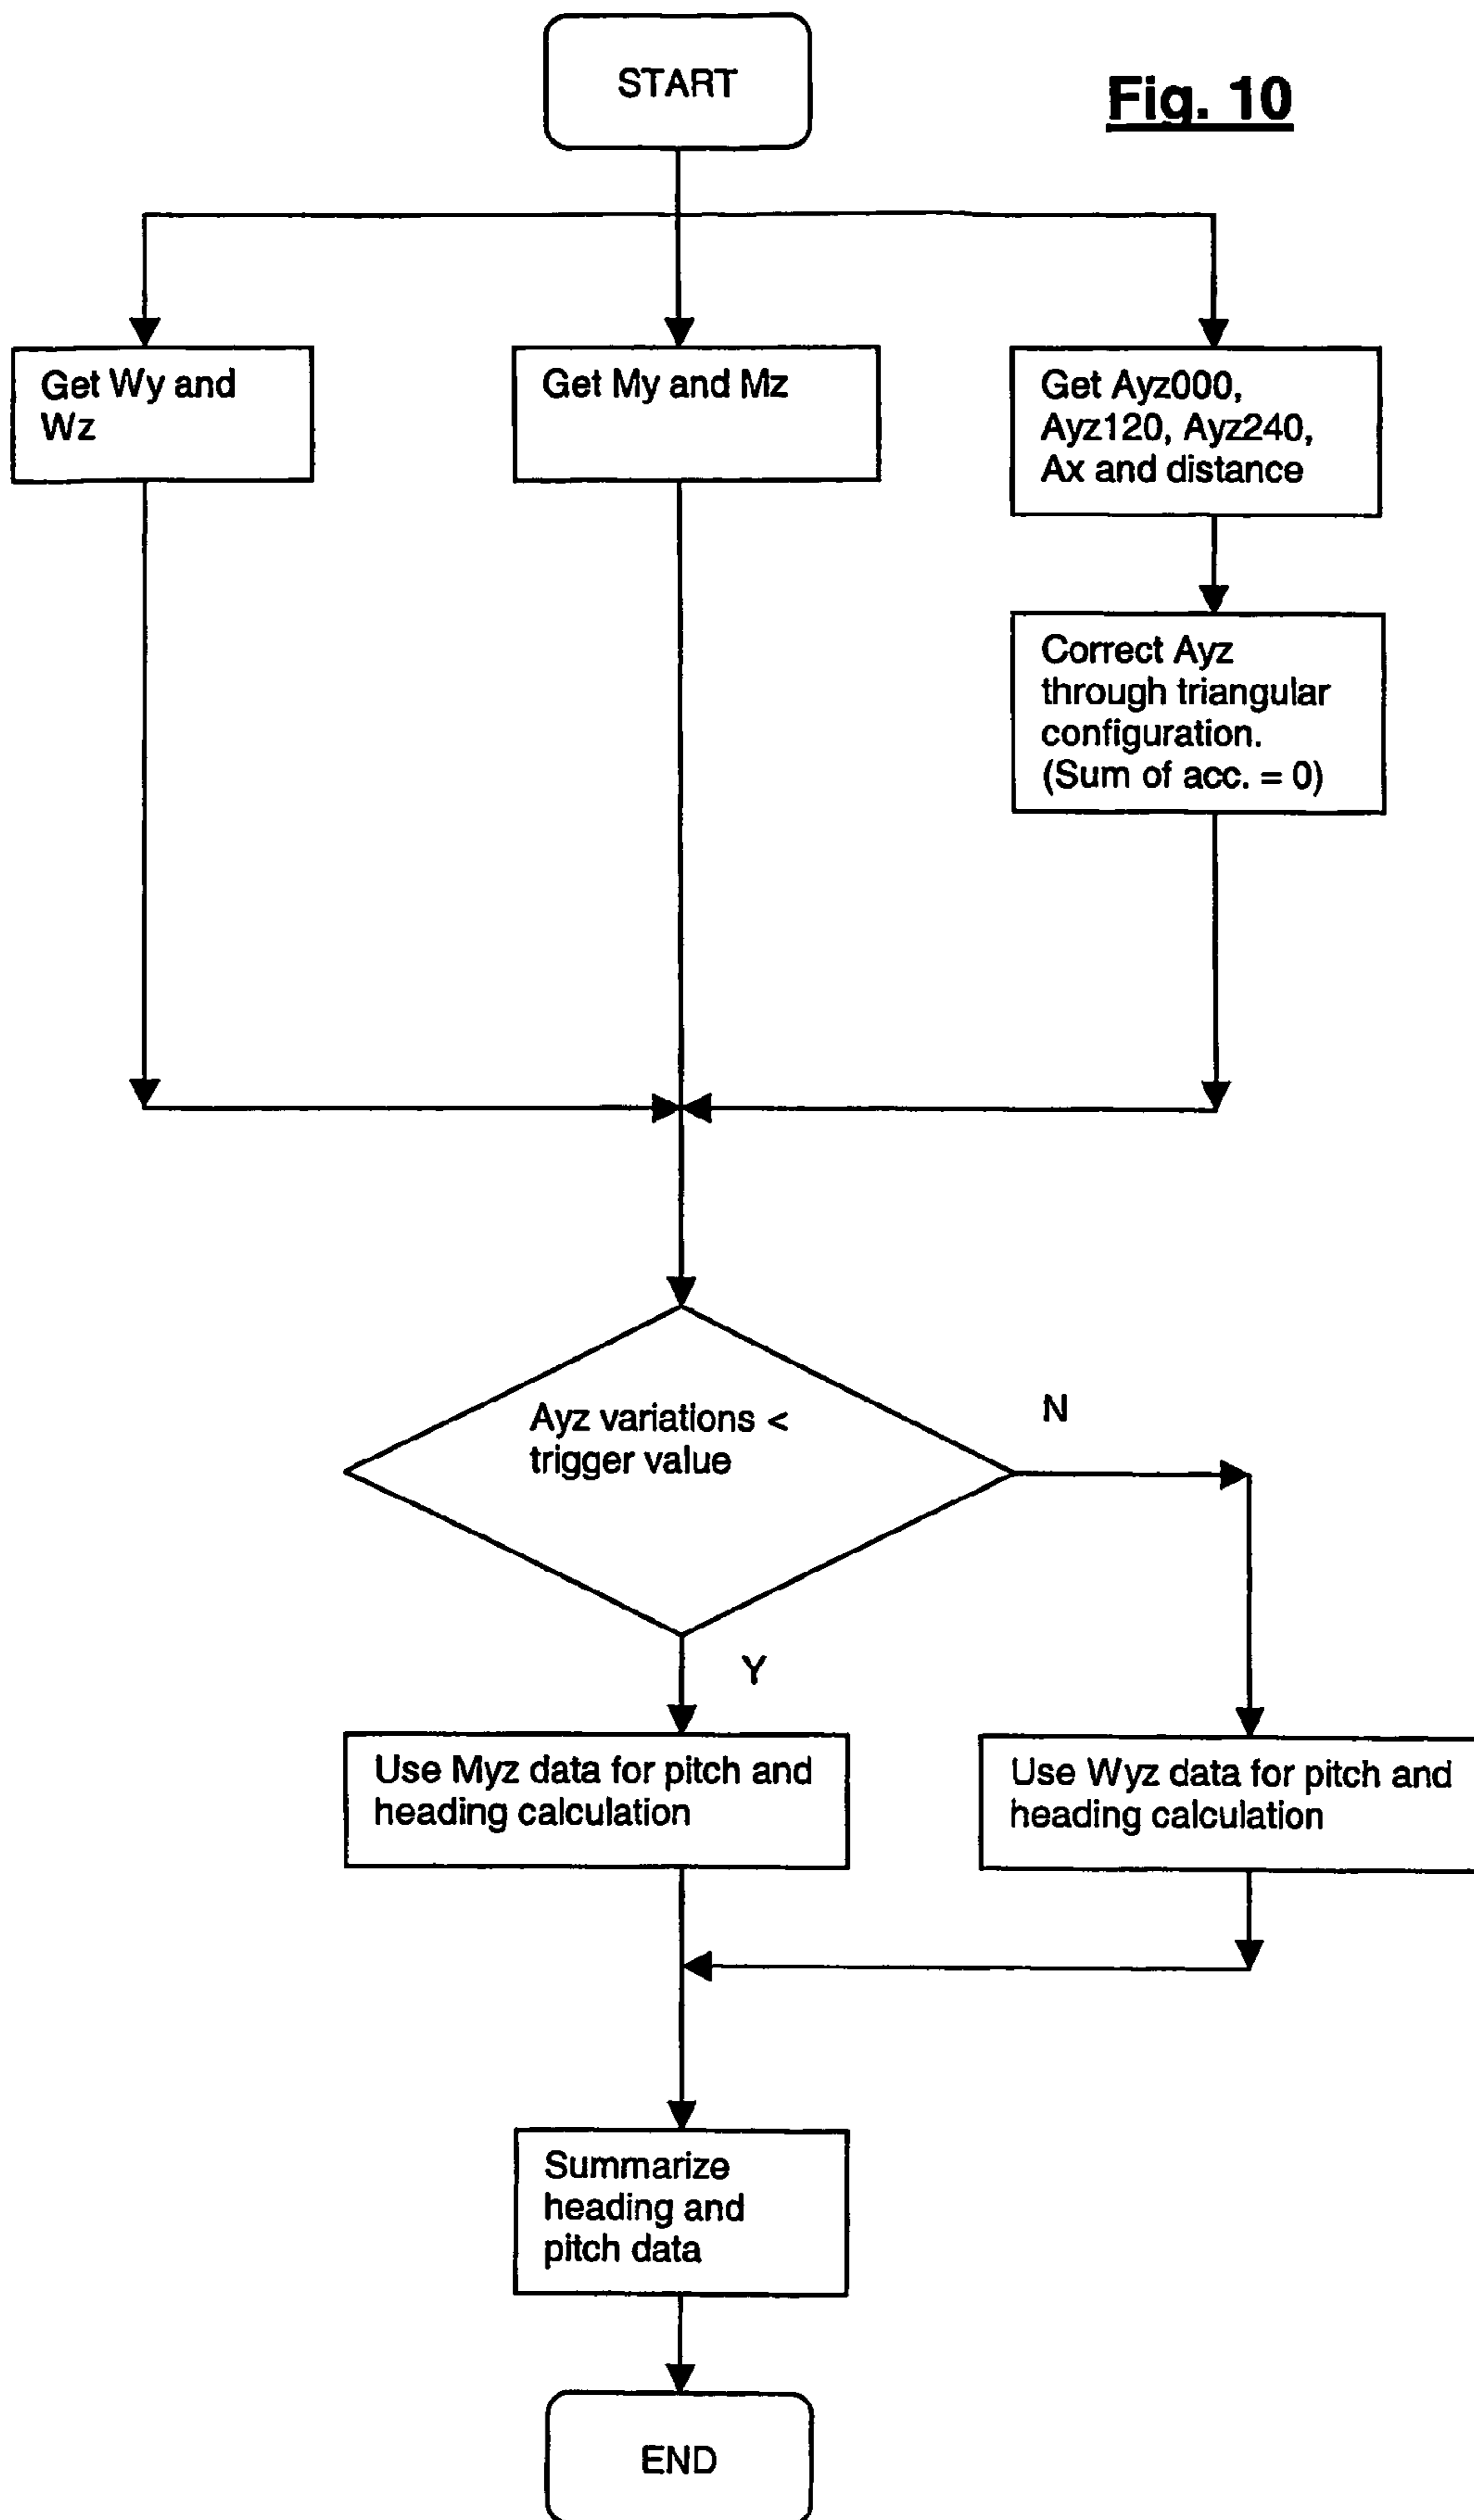 START
Fig. 10
Get Wy and
Wz
Get My and Mz
Get Ayz000,
Ayz120, Ayz240,
Ax and distance
Correct Ayz
through triangular
configuration.
(Sum of acc. = 0)
Ayz variations <
trigger value
N
Y
Use Myz data for pitch and
heading calculation
Use Wyz data for pitch and
heading calculation
Summarize
heading and
pitch data
END